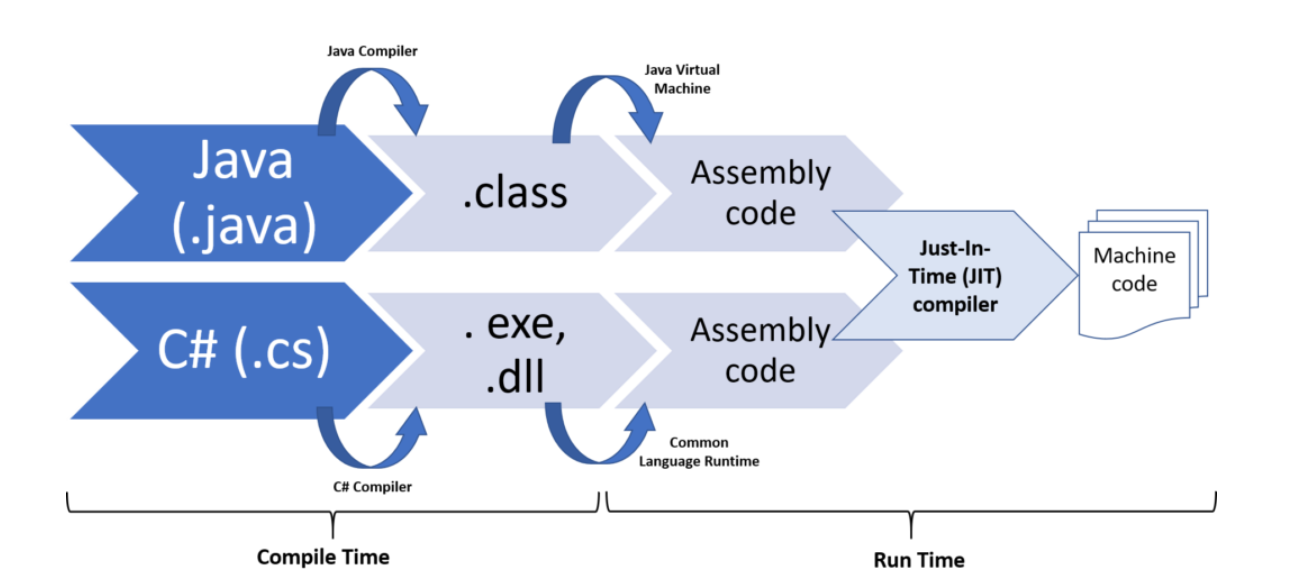 Java Compiler
Java Virtual
Machine
Java
(.java)
.class
Assembly
code
Just-In-
Time (JIT)
compiler
Machine
code
C# (.cs)
. exe,
.dll
Assembly
code
Common
Language Runtime
C# Compiler
Compile Time
Run Time